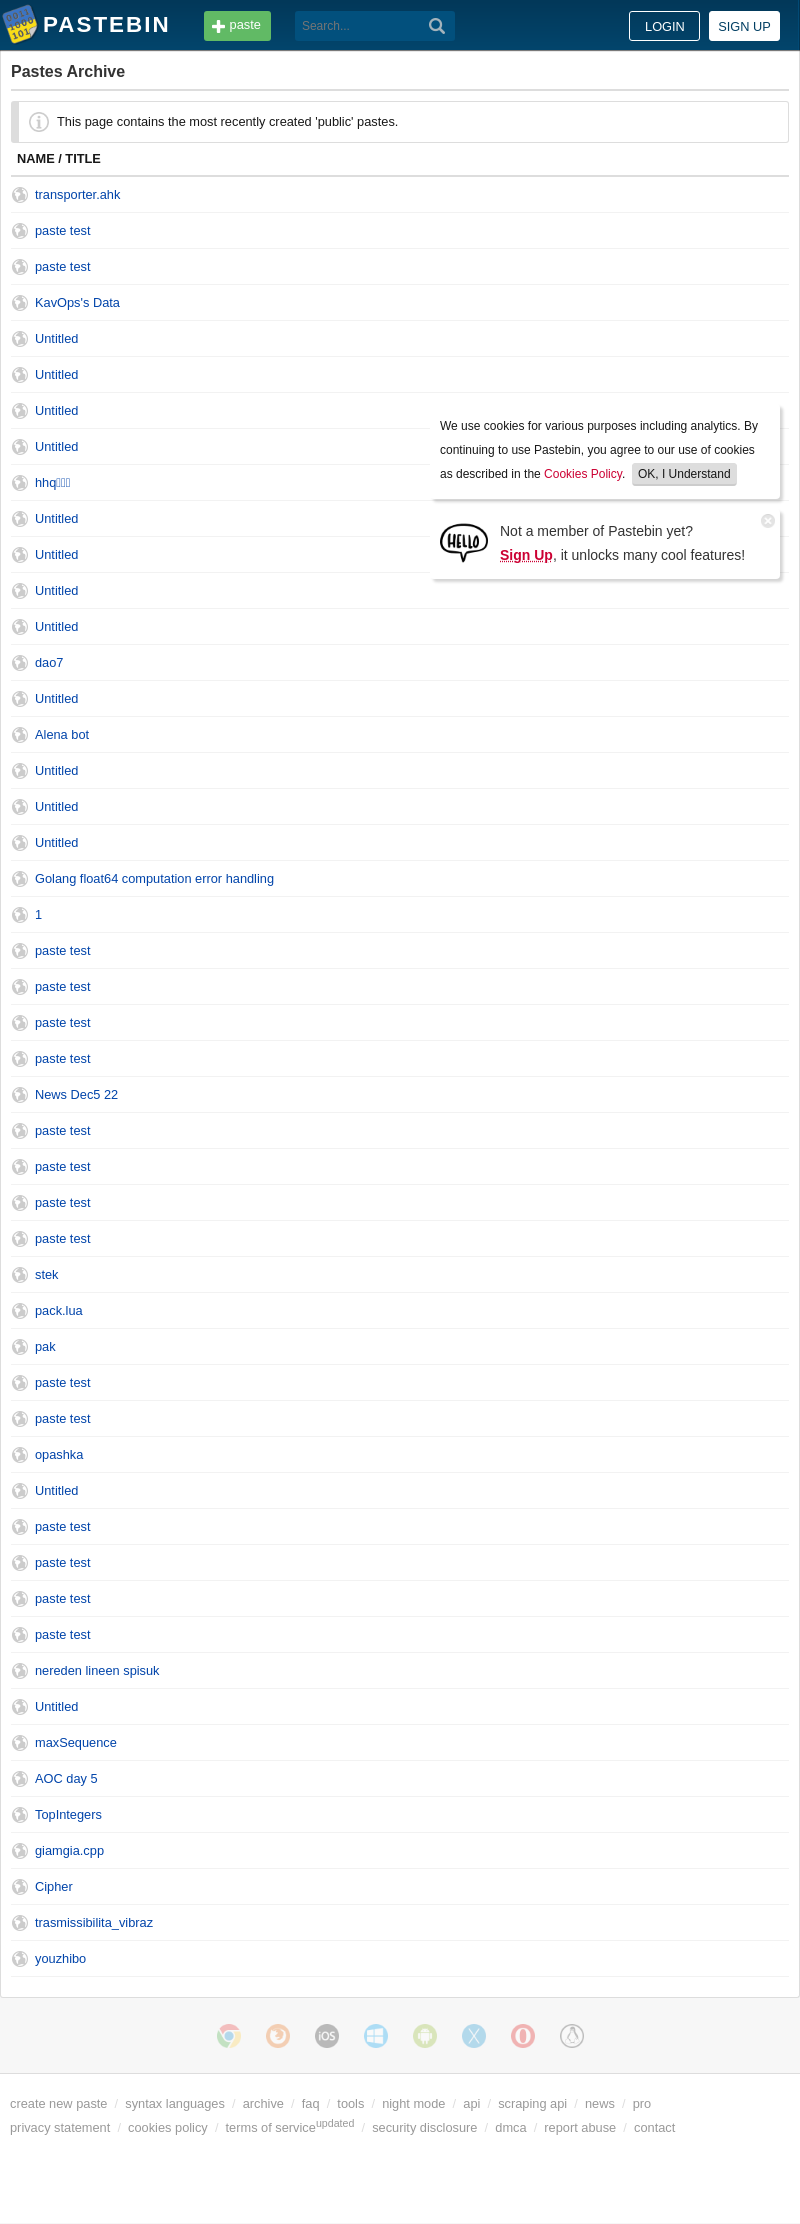 PASTEBIN
paste
Search...
LOGIN
SIGN UP
Pastes Archive
This page contains the most recently created 'public' pastes.
NAME / TITLE
transporter.ahk
paste test
paste test
KavOps's Data
Untitled
Untitled
Untitled
Untitled
hhq
Untitled
Untitled
Untitled
Untitled
dao7
Untitled
Alena bot
Untitled
Untitled
Untitled
Golang float64 computation error handling
1
paste test
paste test
paste test
paste test
News Dec5 22
paste test
paste test
paste test
paste test
stek
pack.lua
pak
paste test
paste test
opashka
Untitled
paste test
paste test
paste test
paste test
nereden lineen spisuk
Untitled
maxSequence
AOC day 5
TopIntegers
giamgia.cpp
Cipher
trasmissibilita_vibraz
youzhibo
We use cookies for various purposes including analytics. By
continuing to use Pastebin, you agree to our use of cookies
as described in the Cookies Policy. OK, I Understand
HELLO
Not a member of Pastebin yet?
Sign Up, it unlocks many cool features!
iOS
create new paste / syntax languages / archive / faq / tools / night mode / api / scraping api / news / pro
privacy statement / cookies policy / terms of serviceupdated / security disclosure / dmca / report abuse / contact